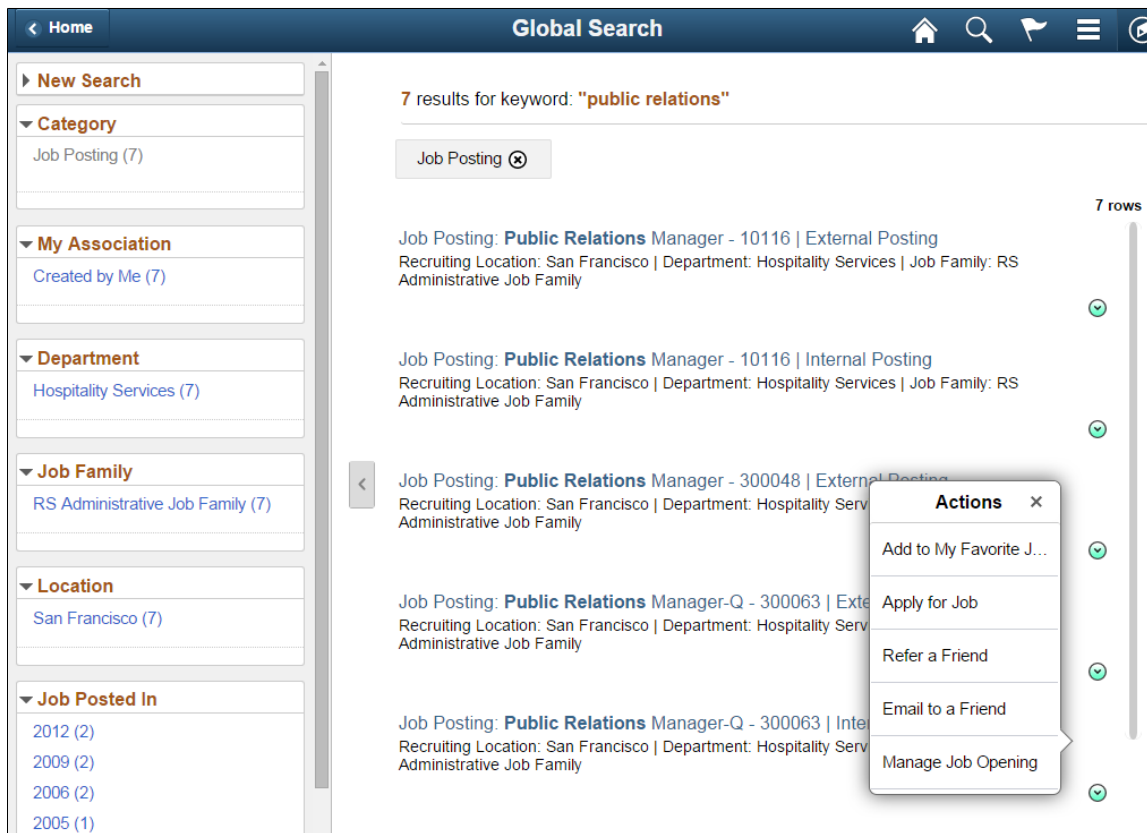 Home
Global Search
New Search
Category
Job Posting (7)
My Association
Created by Me (7)
Department
Hospitality Services (7)
Job Family
RS Administrative Job Family (7)
Location
San Francisco (7)
Job Posted In
2012 (2)
2009 (2)
2006 (2)
2005 (1)
7 results for keyword: "public relations"
Job Posting
7 rows
Job Posting: Public Relations Manager - 10116 | External Posting
Recruiting Location: San Francisco | Department: Hospitality Services | Job Family: RS
Administrative Job Family
Job Posting: Public Relations Manager - 10116 | Internal Posting
Recruiting Location: San Francisco | Department: Hospitality Services | Job Family: RS
Administrative Job Family
Job Posting: Public Relations Manager - 300048 | External Posting
Recruiting Location: San Francisco | Department: Hospitality Serv
Administrative Job Family
Job Posting: Public Relations Manager-Q - 300063 | Exte
Recruiting Location: San Francisco | Department: Hospitality Serv
Administrative Job Family
Job Posting: Public Relations Manager-Q - 300063 | Inte
Recruiting Location: San Francisco | Department: Hospitality Serv
Administrative Job Family
Actions
Add to My Favorite J...
Apply for Job
Refer a Friend
Email to a Friend
Manage Job Opening